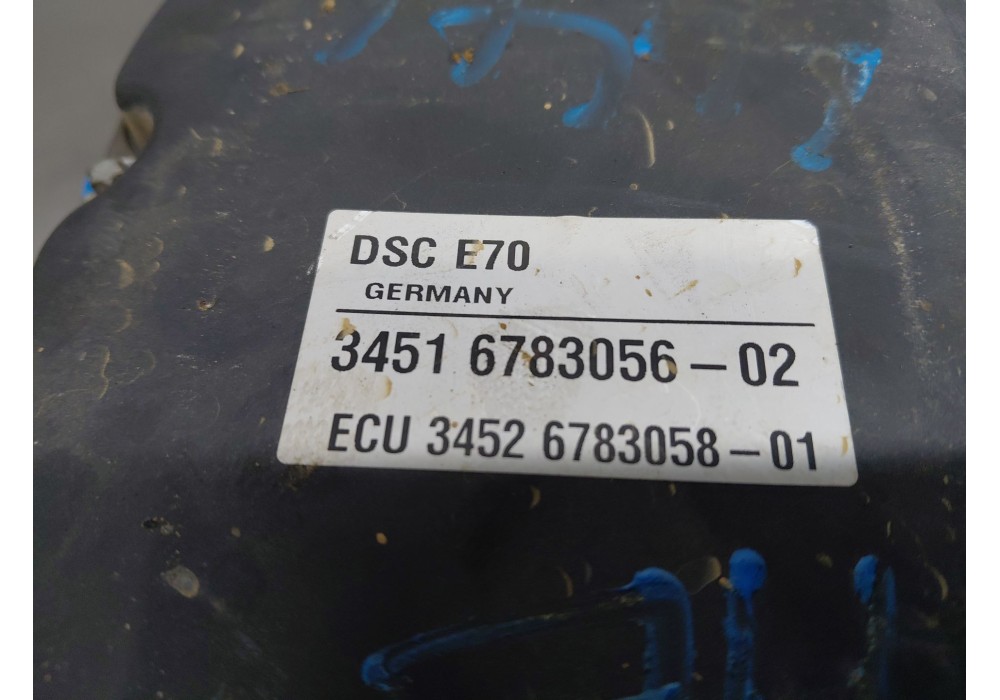 DSC E70
GERMANY
3451 6783056-02
ECU 3452 6783058-01